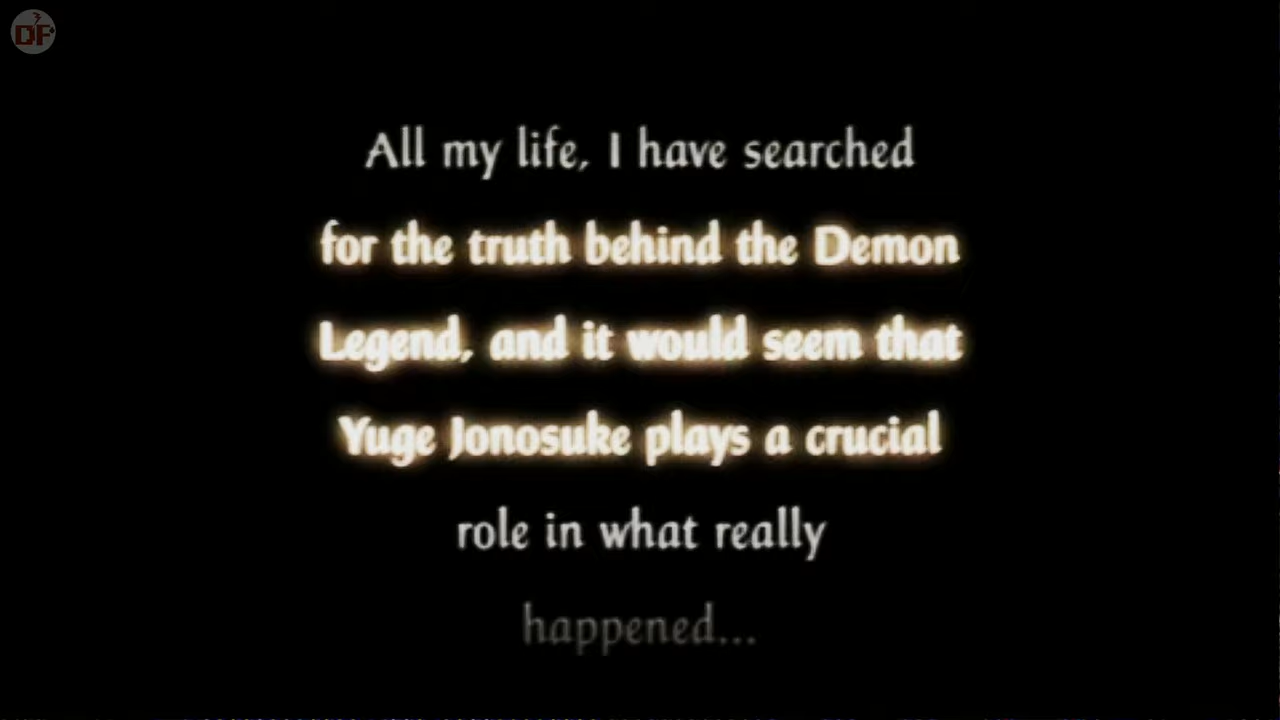 DF
All my life, I have searched
for the truth behind the Demon
Legend, and it would seem that
Yuge Jonosuke plays a crucial
role in what really
happened...